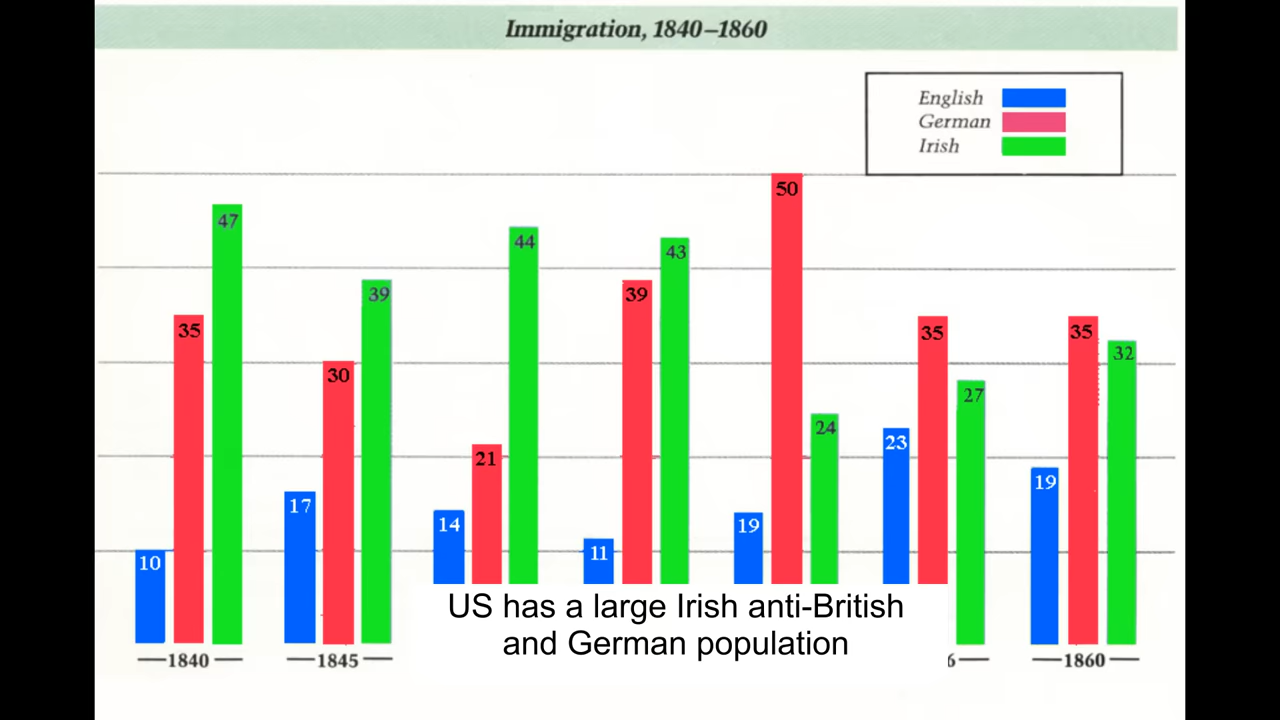 Immigration, 1840–1860
English
German
Irish
10 35 47
17 30 39
14 21 44
11 39 43
19 50 24
23 35 27
19 35 32
1840 1845 6 1860
US has a large Irish anti-British
and German population